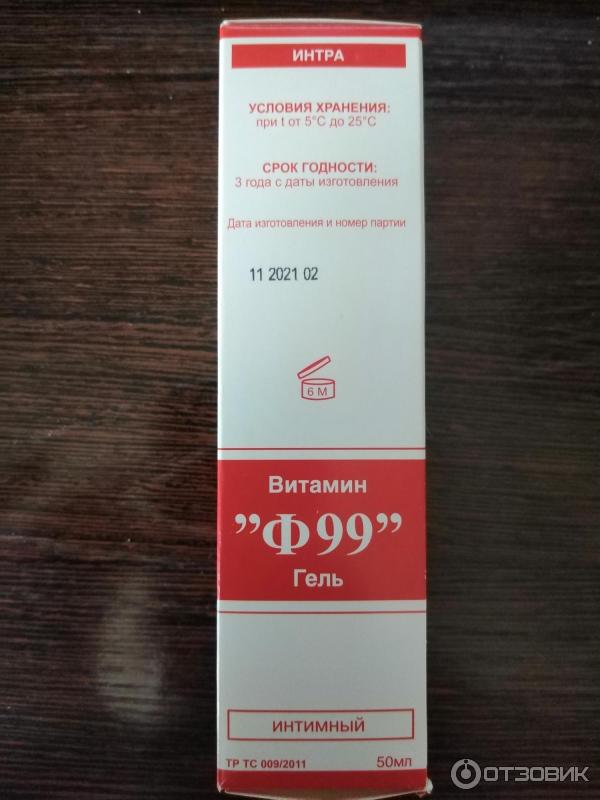 ИНТРА
УСЛОВИЯ ХРАНЕНИЯ:
при t от 5°C до 25°C
СРОК ГОДНОСТИ:
3 года с даты изготовления
Дата изготовления и номер партии
11 2021 02
6 M
Витамин
”Ф99”
Гель
ИНТИМНЫЙ
ТР ТС 009/2011 50мл
ОТЗОВИК